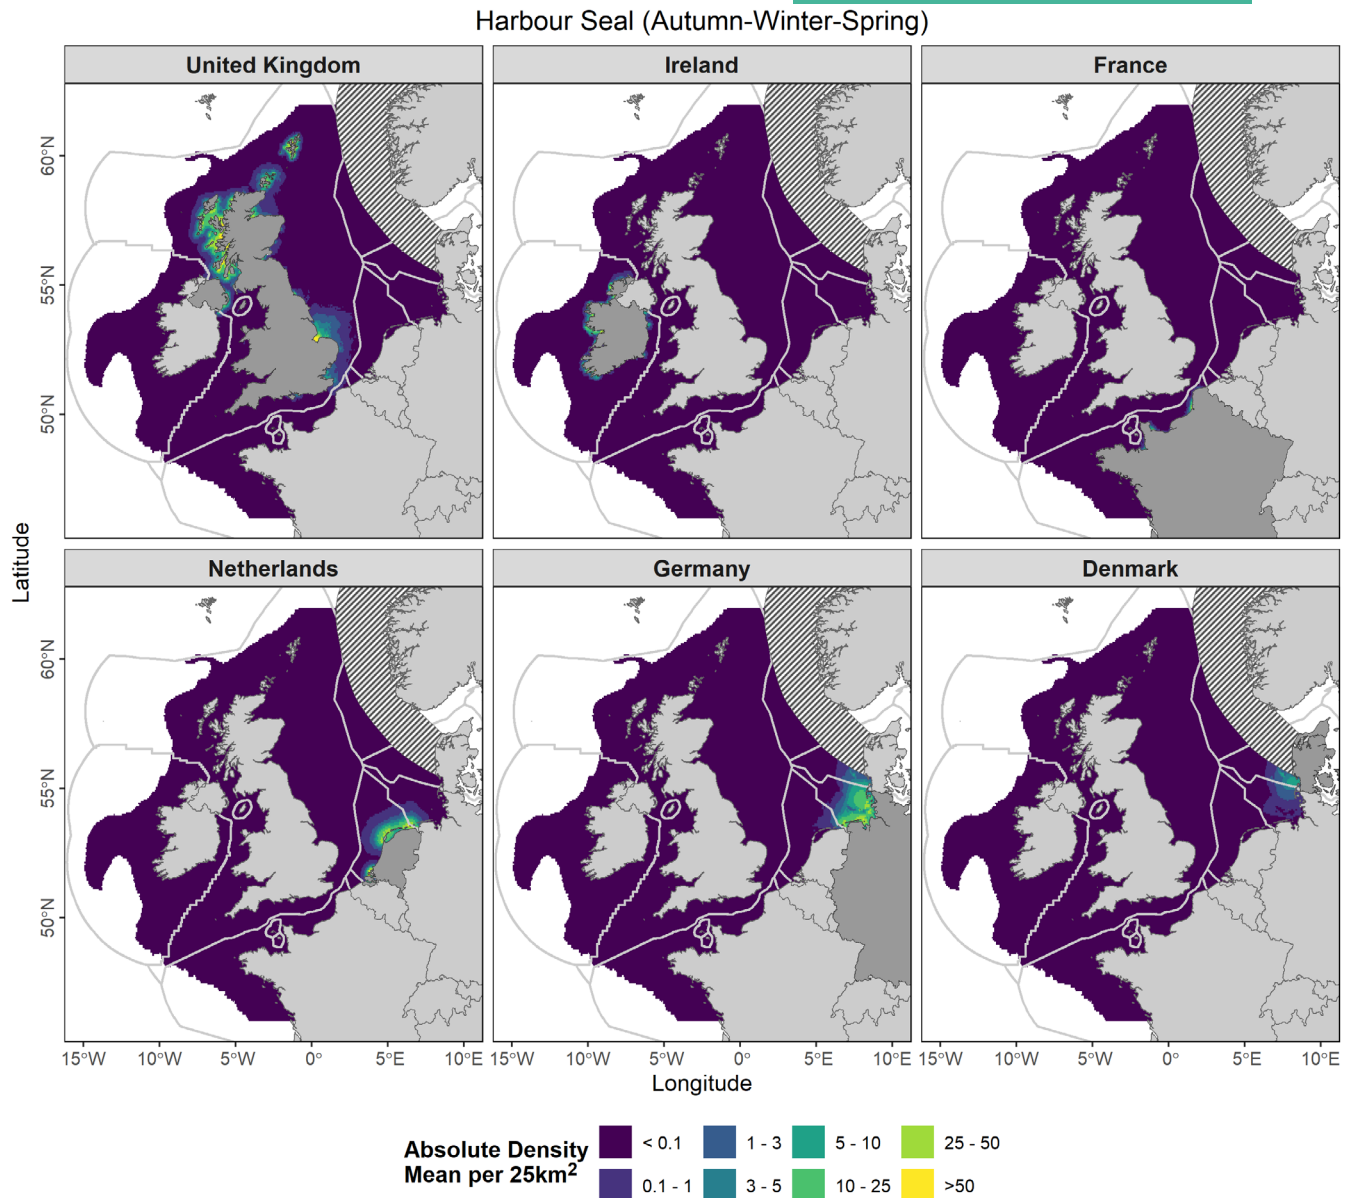 Harbour Seal (Autumn-Winter-Spring)
United Kingdom
Ireland
France
60°N
55°N
50°N
Netherlands
Germany
Denmark
60°N
55°N
50°N
Latitude
15°W 10°W 5°W 0° 5°E 10°E
15°W 10°W 5°W 0° 5°E 10°E
15°W 10°W 5°W 0° 5°E 10°E
Longitude
Absolute Density
Mean per 25km²
< 0.1
1 - 3
5 - 10
25 - 50
0.1 - 1
3 - 5
10 - 25
>50